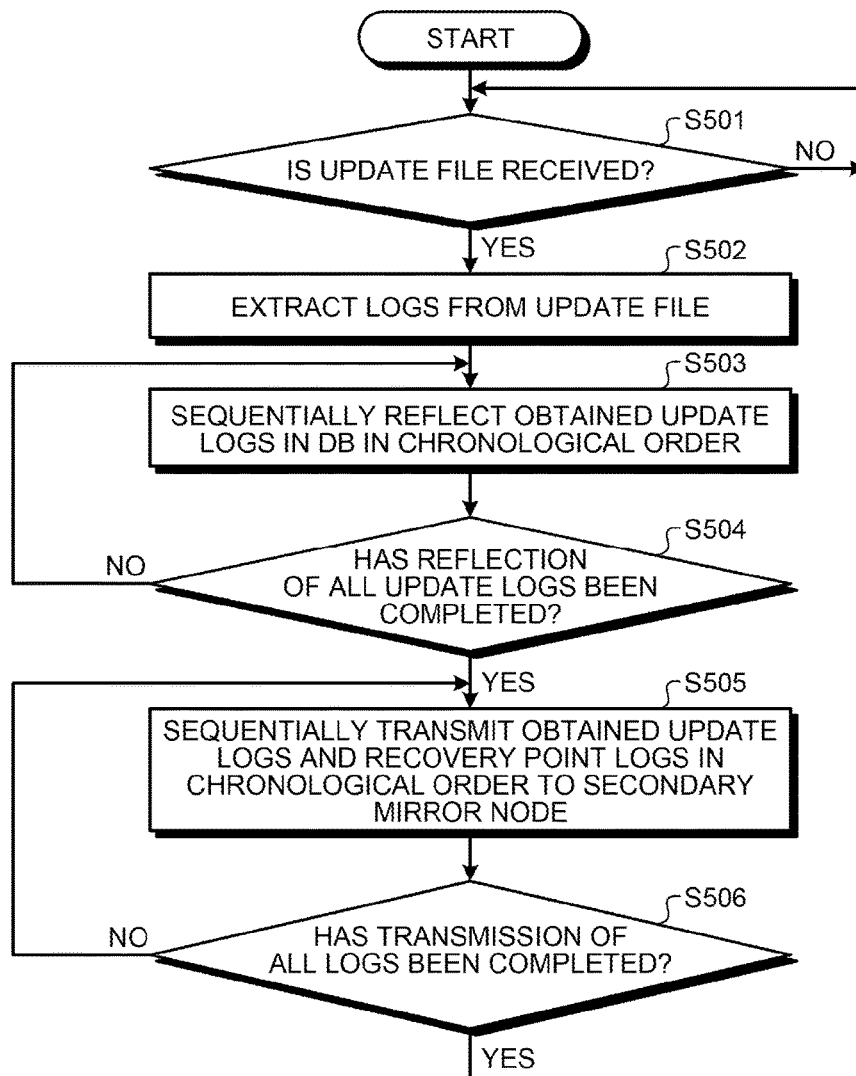 START
S501
IS UPDATE FILE RECEIVED?
NO
YES
S502
EXTRACT LOGS FROM UPDATE FILE
S503
SEQUENTIALLY REFLECT OBTAINED UPDATE
LOGS IN DB IN CHRONOLOGICAL ORDER
S504
NO
HAS REFLECTION
OF ALL UPDATE LOGS BEEN
COMPLETED?
YES
S505
SEQUENTIALLY TRANSMIT OBTAINED UPDATE
LOGS AND RECOVERY POINT LOGS IN
CHRONOLOGICAL ORDER TO SECONDARY
MIRROR NODE
S506
NO
HAS TRANSMISSION OF
ALL LOGS BEEN COMPLETED?
YES